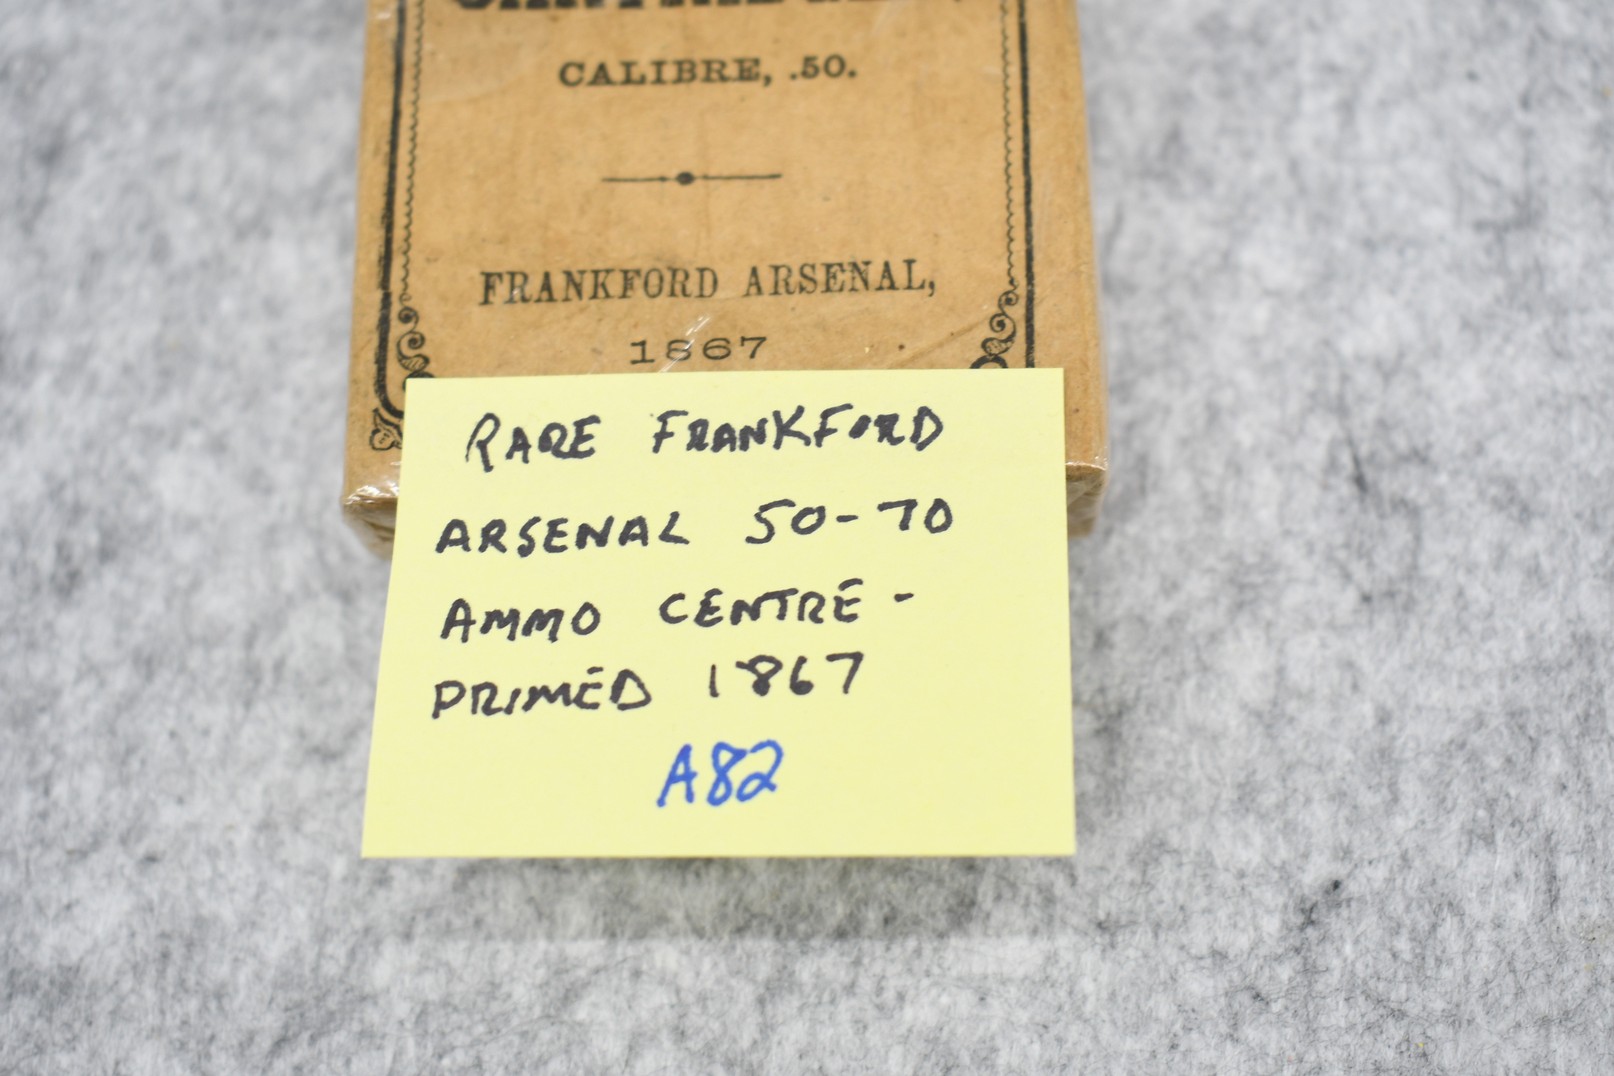 CALIBRE, .50.
FRANKFORD ARSENAL,
1867
RARE FRANKFORD
ARSENAL 50-70
AMMO CENTRE-
PRIMED 1867
A82